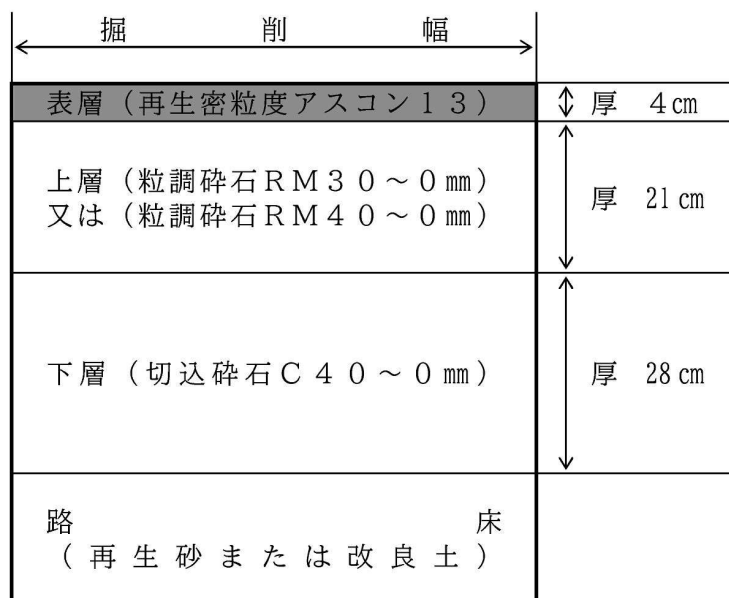 掘削幅
表層（再生密粒度アスコン１３）
厚 4㎝
上層（粒調砕石ＲＭ３０～０㎜）
又は（粒調砕石ＲＭ４０～０㎜）
厚 21㎝
下層（切込砕石Ｃ４０～０㎜）
厚 28㎝
路床
（再生砂または改良土）